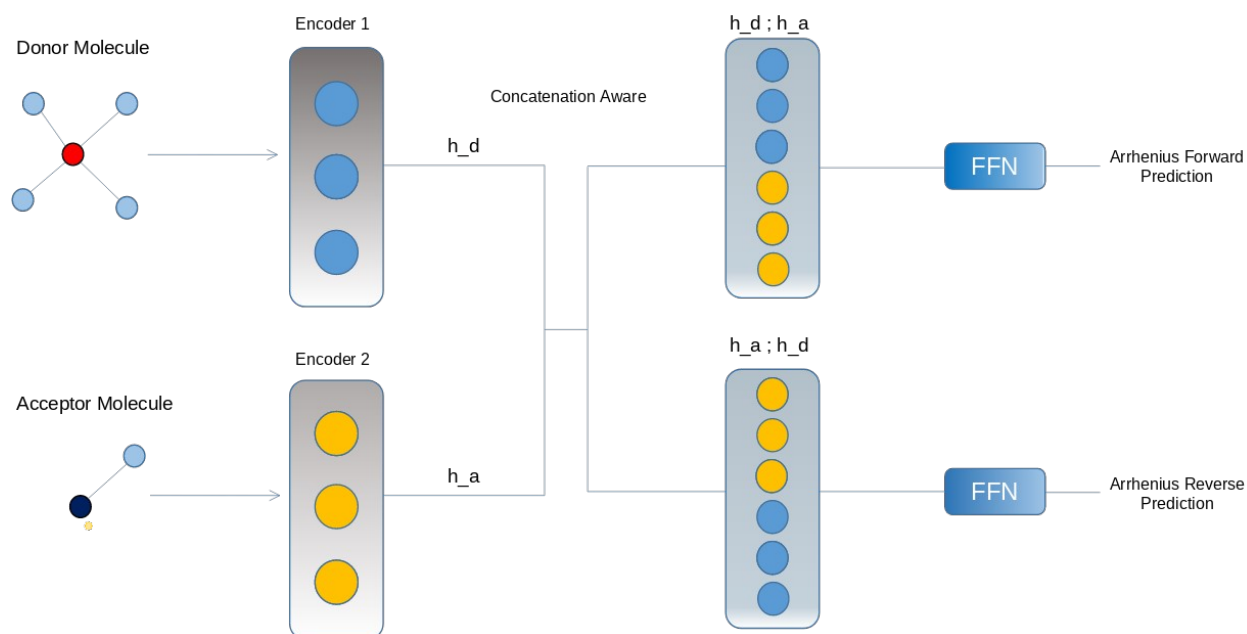 Donor Molecule
Encoder 1
h_d ; h_a
Concatenation Aware
h_d
FFN
Arrhenius Forward
Prediction
Acceptor Molecule
Encoder 2
h_a ; h_d
h_a
FFN
Arrhenius Reverse
Prediction